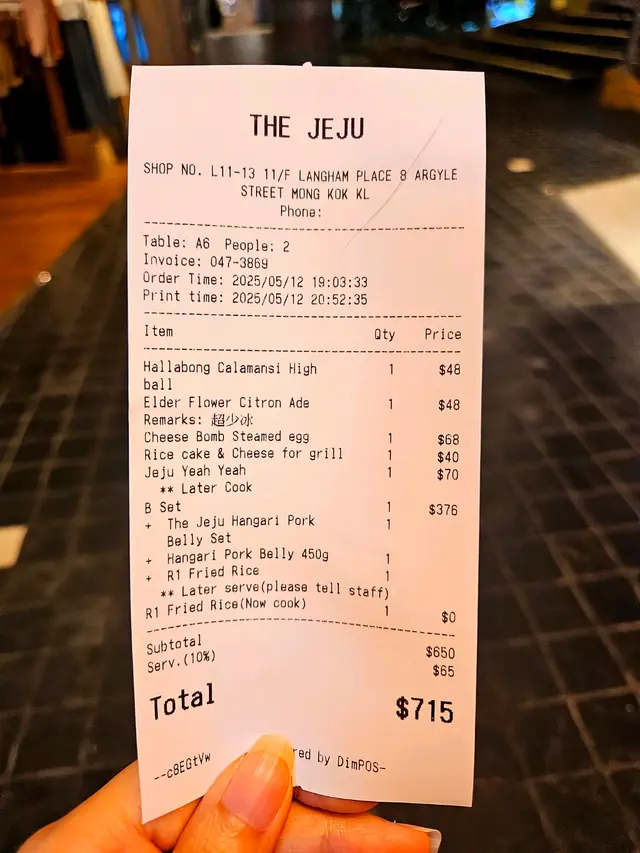 THE JEJU
SHOP NO. L11-13 11/F LANGHAM PLACE 8 ARGYLE
STREET MONG KOK KL
Phone:
Table: A6 People: 2
Invoice: 047-3869
Order Time: 2025/05/12 19:03:33
Print time: 2025/05/12 20:52:35
Item Qty Price
Hallabong Calamansi High 1 $48
ball
Elder Flower Citron Ade 1 $48
Remarks: 超少冰
Cheese Bomb Steamed egg 1 $68
Rice cake & Cheese for grill 1 $40
Jeju Yeah Yeah 1 $70
** Later Cook
B Set 1 $376
+ The Jeju Hangari Pork 1
Belly Set
+ Hangari Pork Belly 450g 1
+ R1 Fried Rice 1
** Later serve(please tell staff)
R1 Fried Rice(Now cook) 1 $0
Subtotal $650
Serv.(10%) $65
Total $715
--c8EGtVw red by DimPOS-